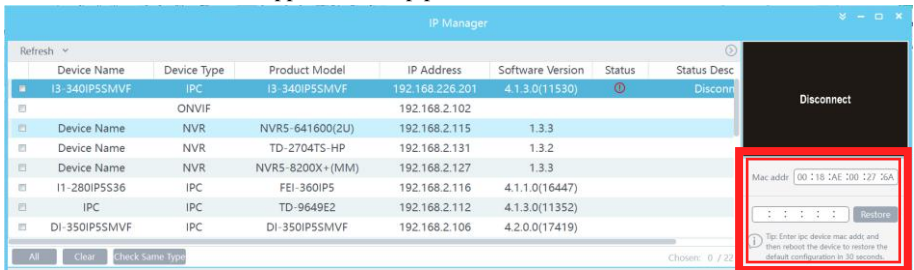 IP Manager
Refresh
Device Name Device Type Product Model IP Address Software Version Status Status Desc
I3-340IP5SMVF IPC I3-340IP5SMVF 192.168.226.201 4.1.3.0(11530) Disconn
ONVIF 192.168.2.102
Device Name NVR NVR5-641600(2U) 192.168.2.115 1.3.3
Device Name NVR TD-2704TS-HP 192.168.2.131 1.3.2
Device Name NVR NVR5-8200X+(MM) 192.168.2.127 1.3.3
I1-280IP5S36 IPC FEI-360IP5 192.168.2.116 4.1.1.0(16447)
IPC TD-9649E2 192.168.2.112 4.1.3.0(11352)
DI-350IP5SMVF IPC DI-350IP5SMVF 192.168.2.106 4.2.0.0(17419)
All Clear Check Same Type Chosen: 0 / 22
Disconnect
Mac addr 00 : 18 : AE : 00 : 27 : 6A
: : : : : Restore
Tip: Enter ipc device mac addr, and
then reboot the device to restore the
default configuration in 30 seconds.